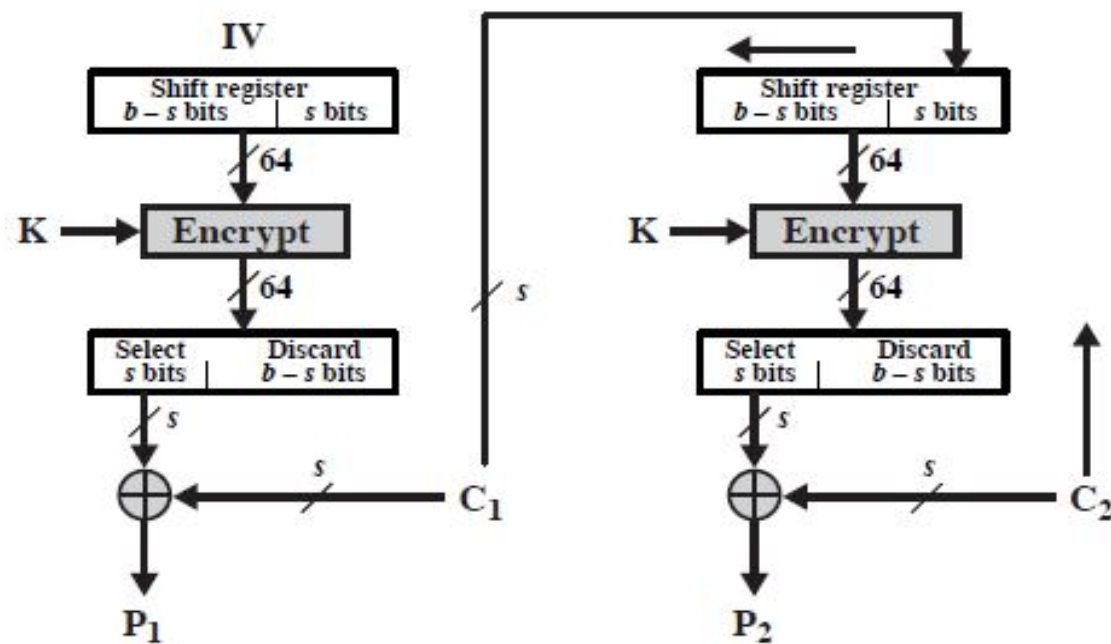 IV
Shift register
b – s bits | s bits
64
K
Encrypt
64
Select Discard
s bits | b – s bits
s
s
C1
P1
s
Shift register
b – s bits | s bits
64
K
Encrypt
64
Select Discard
s bits | b – s bits
s
s
C2
P2